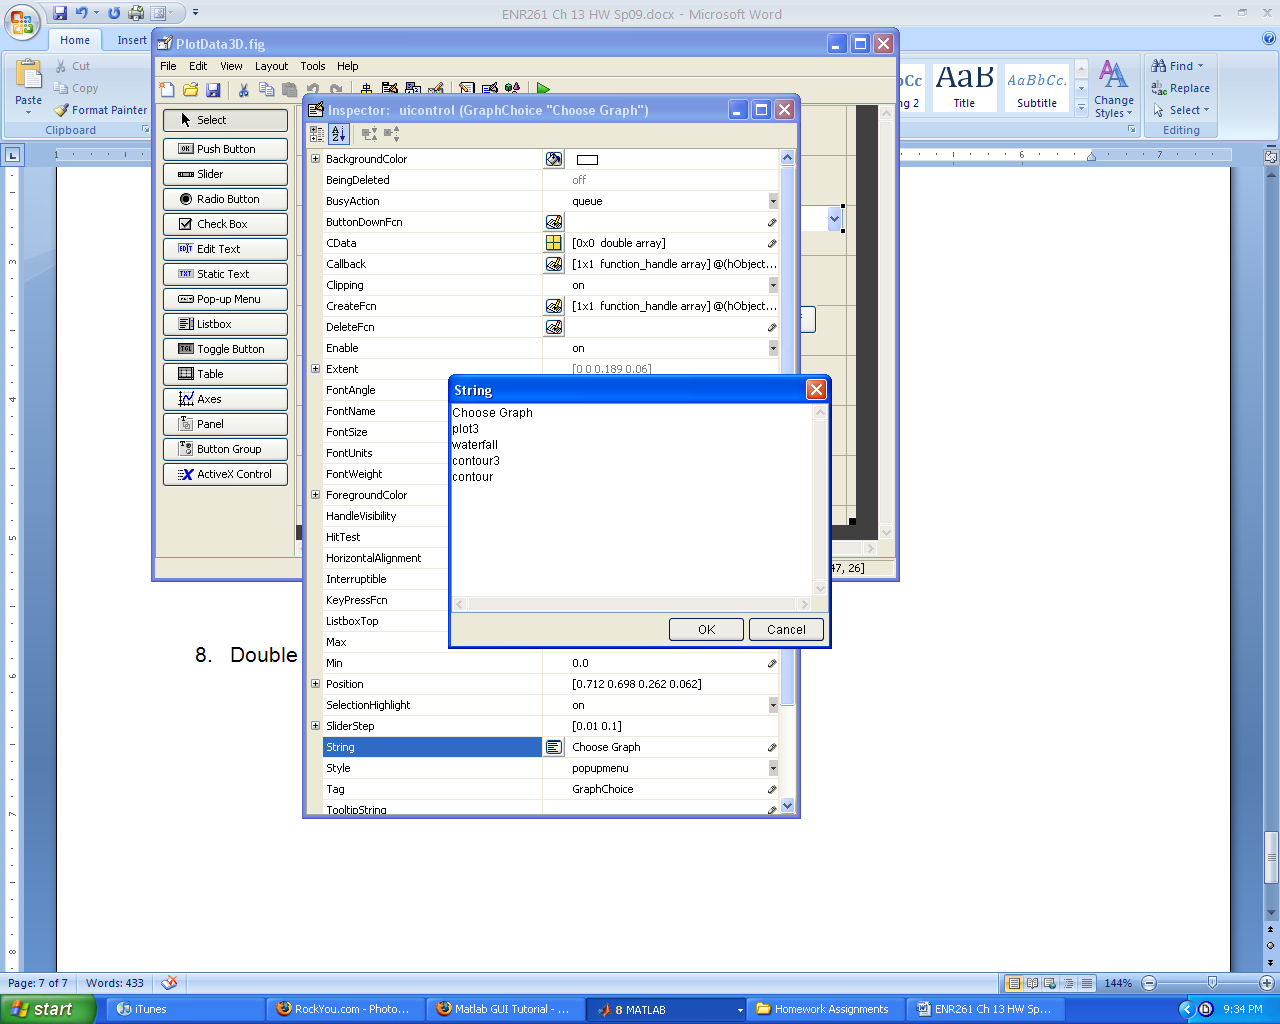 ENR261 Ch 13 HW Sp09.docx - Microsoft Word
Home
Insert
Paste
Cut
Copy
Format Painter
Clipboard
PlotData3D.fig
File Edit View Layout Tools Help
Select
Push Button
Slider
Radio Button
Check Box
Edit Text
Static Text
Pop-up Menu
Listbox
Toggle Button
Table
Axes
Panel
Button Group
ActiveX Control
Inspector: uicontrol (GraphChoice "Choose Graph")
BackgroundColor
BeingDeleted off
BusyAction queue
ButtonDownFcn
CData [0x0 double array]
Callback [1x1 function_handle array] @(hObject...
Clipping on
CreateFcn [1x1 function_handle array] @(hObject...
DeleteFcn
Enable on
Extent [0 0 0.189 0.06]
FontAngle
FontName
FontSize
FontUnits
FontWeight
ForegroundColor
HandleVisibility
HitTest
HorizontalAlignment
Interruptible
KeyPressFcn
ListboxTop
Max
Min 0.0
Position [0.712 0.698 0.262 0.062]
SelectionHighlight on
SliderStep [0.01 0.1]
String Choose Graph
Style popupmenu
Tag GraphChoice
TooltipString
String
Choose Graph
plot3
waterfall
contour3
contour
OK Cancel
47, 26]
AaB AaBbCc
Title Subtitle
Change
Styles
Find
Replace
Select
Editing
8. Double
Page: 7 of 7 Words: 433 144%
start iTunes RockYou.com - Photo... Matlab GUI Tutorial - ... 8 MATLAB Homework Assignments ENR261 Ch 13 HW Sp... 9:34 PM